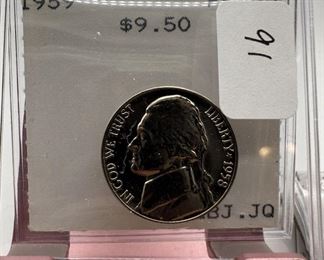 1959
$9.50
91
IN GOD WE TRUST
LIBERTY ★ 1958
BJ.JQ